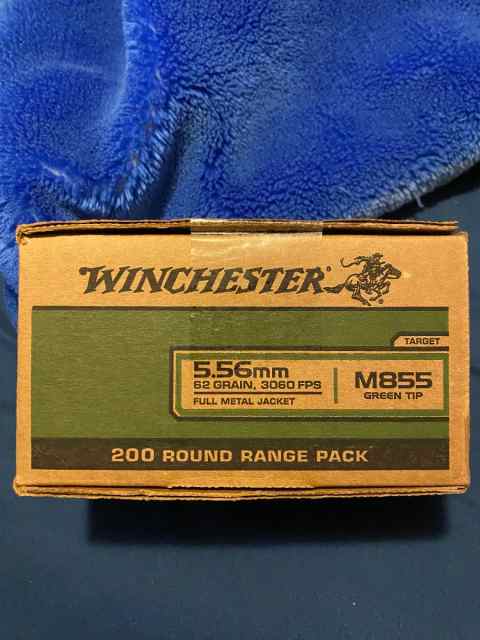 WINCHESTER
TARGET
5.56mm
62 GRAIN, 3060 FPS
FULL METAL JACKET
M855
GREEN TIP
200 ROUND RANGE PACK